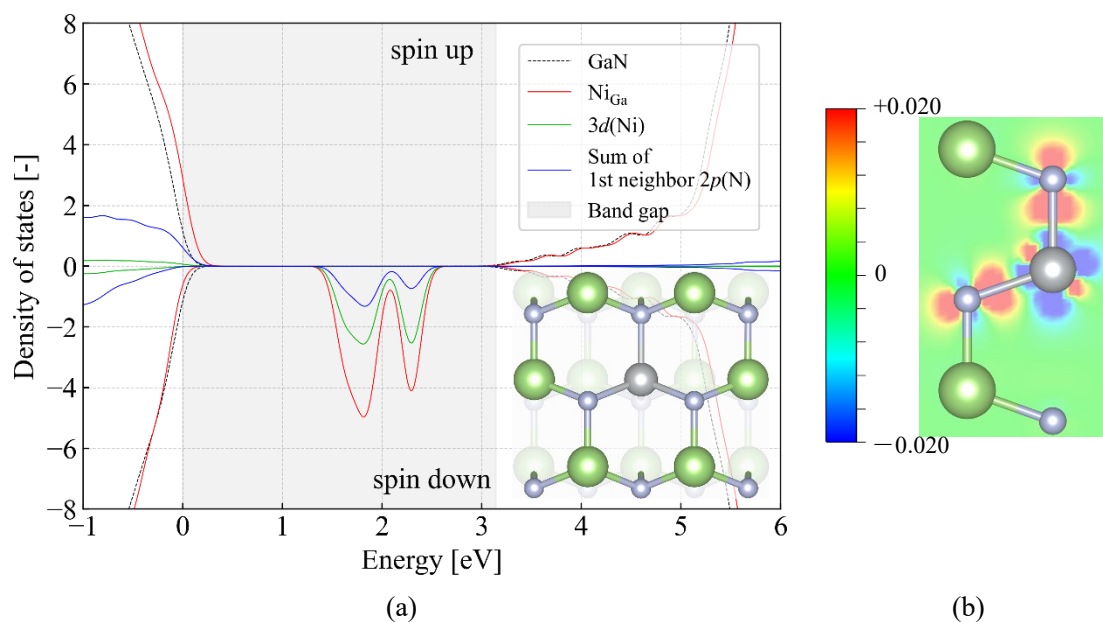 8
6
4
2
0
−2
−4
−6
−8
Density of states [-]
−1
0
1
2
3
4
5
6
Energy [eV]
spin up
spin down
GaN
Ni_Ga
3d(Ni)
Sum of
1st neighbor 2p(N)
Band gap
(a)
+0.020
0
−0.020
(b)